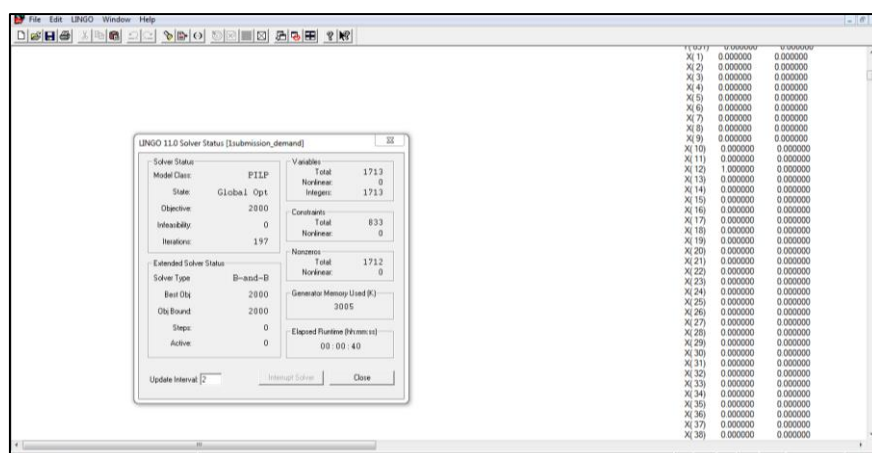 File Edit LINGO Window Help
LINGO 11.0 Solver Status [1submission_demand]
Solver Status
Model Class: PILP
State: Global Opt
Objective: 2000
Infeasibility: 0
Iterations: 197
Extended Solver Status
Solver Type B-and-B
Best Obj: 2000
Obj Bound: 2000
Steps: 0
Active: 0
Update Interval: 2
Variables
Total: 1713
Nonlinear: 0
Integers: 1713
Constraints
Total: 833
Nonlinear: 0
Nonzeros
Total: 1712
Nonlinear: 0
Generator Memory Used (K)
3005
Elapsed Runtime (hh:mm:ss)
00:00:40
Interrupt Solver
Close
X( 1) 0.000000 0.000000
X( 2) 0.000000 0.000000
X( 3) 0.000000 0.000000
X( 4) 0.000000 0.000000
X( 5) 0.000000 0.000000
X( 6) 0.000000 0.000000
X( 7) 0.000000 0.000000
X( 8) 0.000000 0.000000
X( 9) 0.000000 0.000000
X( 10) 0.000000 0.000000
X( 11) 0.000000 0.000000
X( 12) 1.000000 0.000000
X( 13) 0.000000 0.000000
X( 14) 0.000000 0.000000
X( 15) 0.000000 0.000000
X( 16) 0.000000 0.000000
X( 17) 0.000000 0.000000
X( 18) 0.000000 0.000000
X( 19) 0.000000 0.000000
X( 20) 0.000000 0.000000
X( 21) 0.000000 0.000000
X( 22) 0.000000 0.000000
X( 23) 0.000000 0.000000
X( 24) 0.000000 0.000000
X( 25) 0.000000 0.000000
X( 26) 0.000000 0.000000
X( 27) 0.000000 0.000000
X( 28) 0.000000 0.000000
X( 29) 0.000000 0.000000
X( 30) 0.000000 0.000000
X( 31) 0.000000 0.000000
X( 32) 0.000000 0.000000
X( 33) 0.000000 0.000000
X( 34) 0.000000 0.000000
X( 35) 0.000000 0.000000
X( 36) 0.000000 0.000000
X( 37) 0.000000 0.000000
X( 38) 0.000000 0.000000